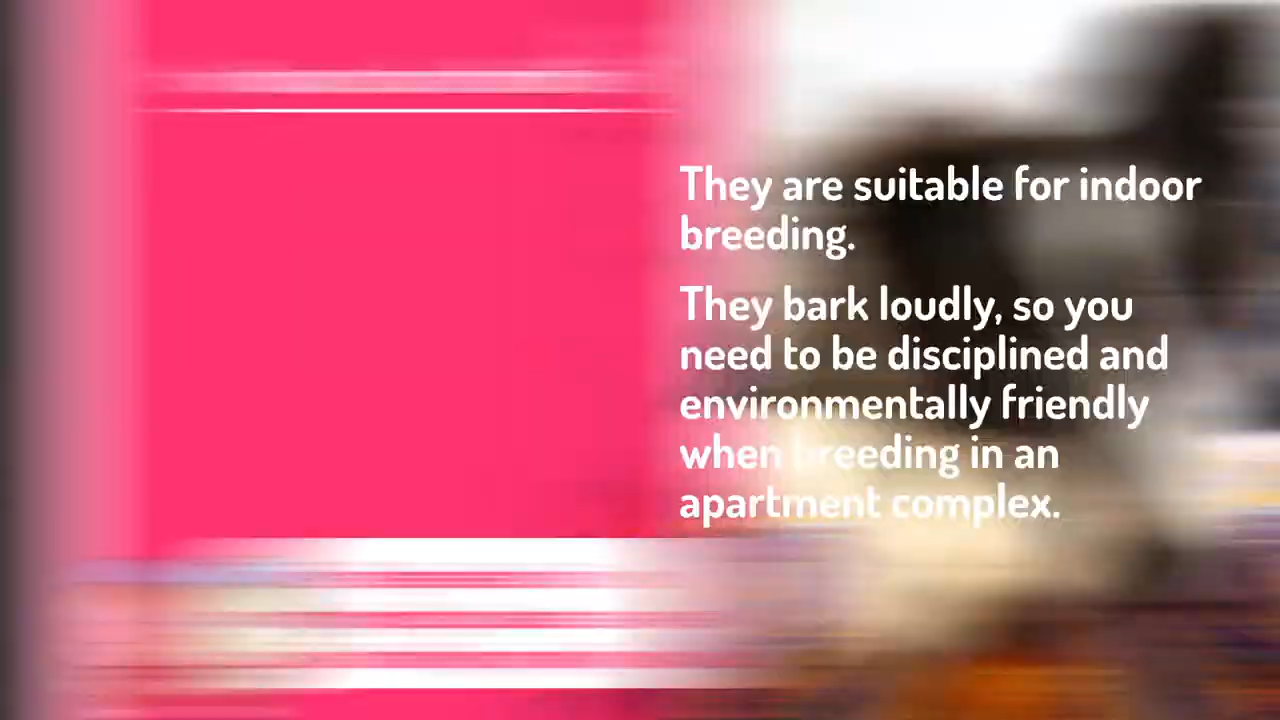 They are suitable for indoor
breeding.
They bark loudly, so you
need to be disciplined and
environmentally friendly
when breeding in an
apartment complex.